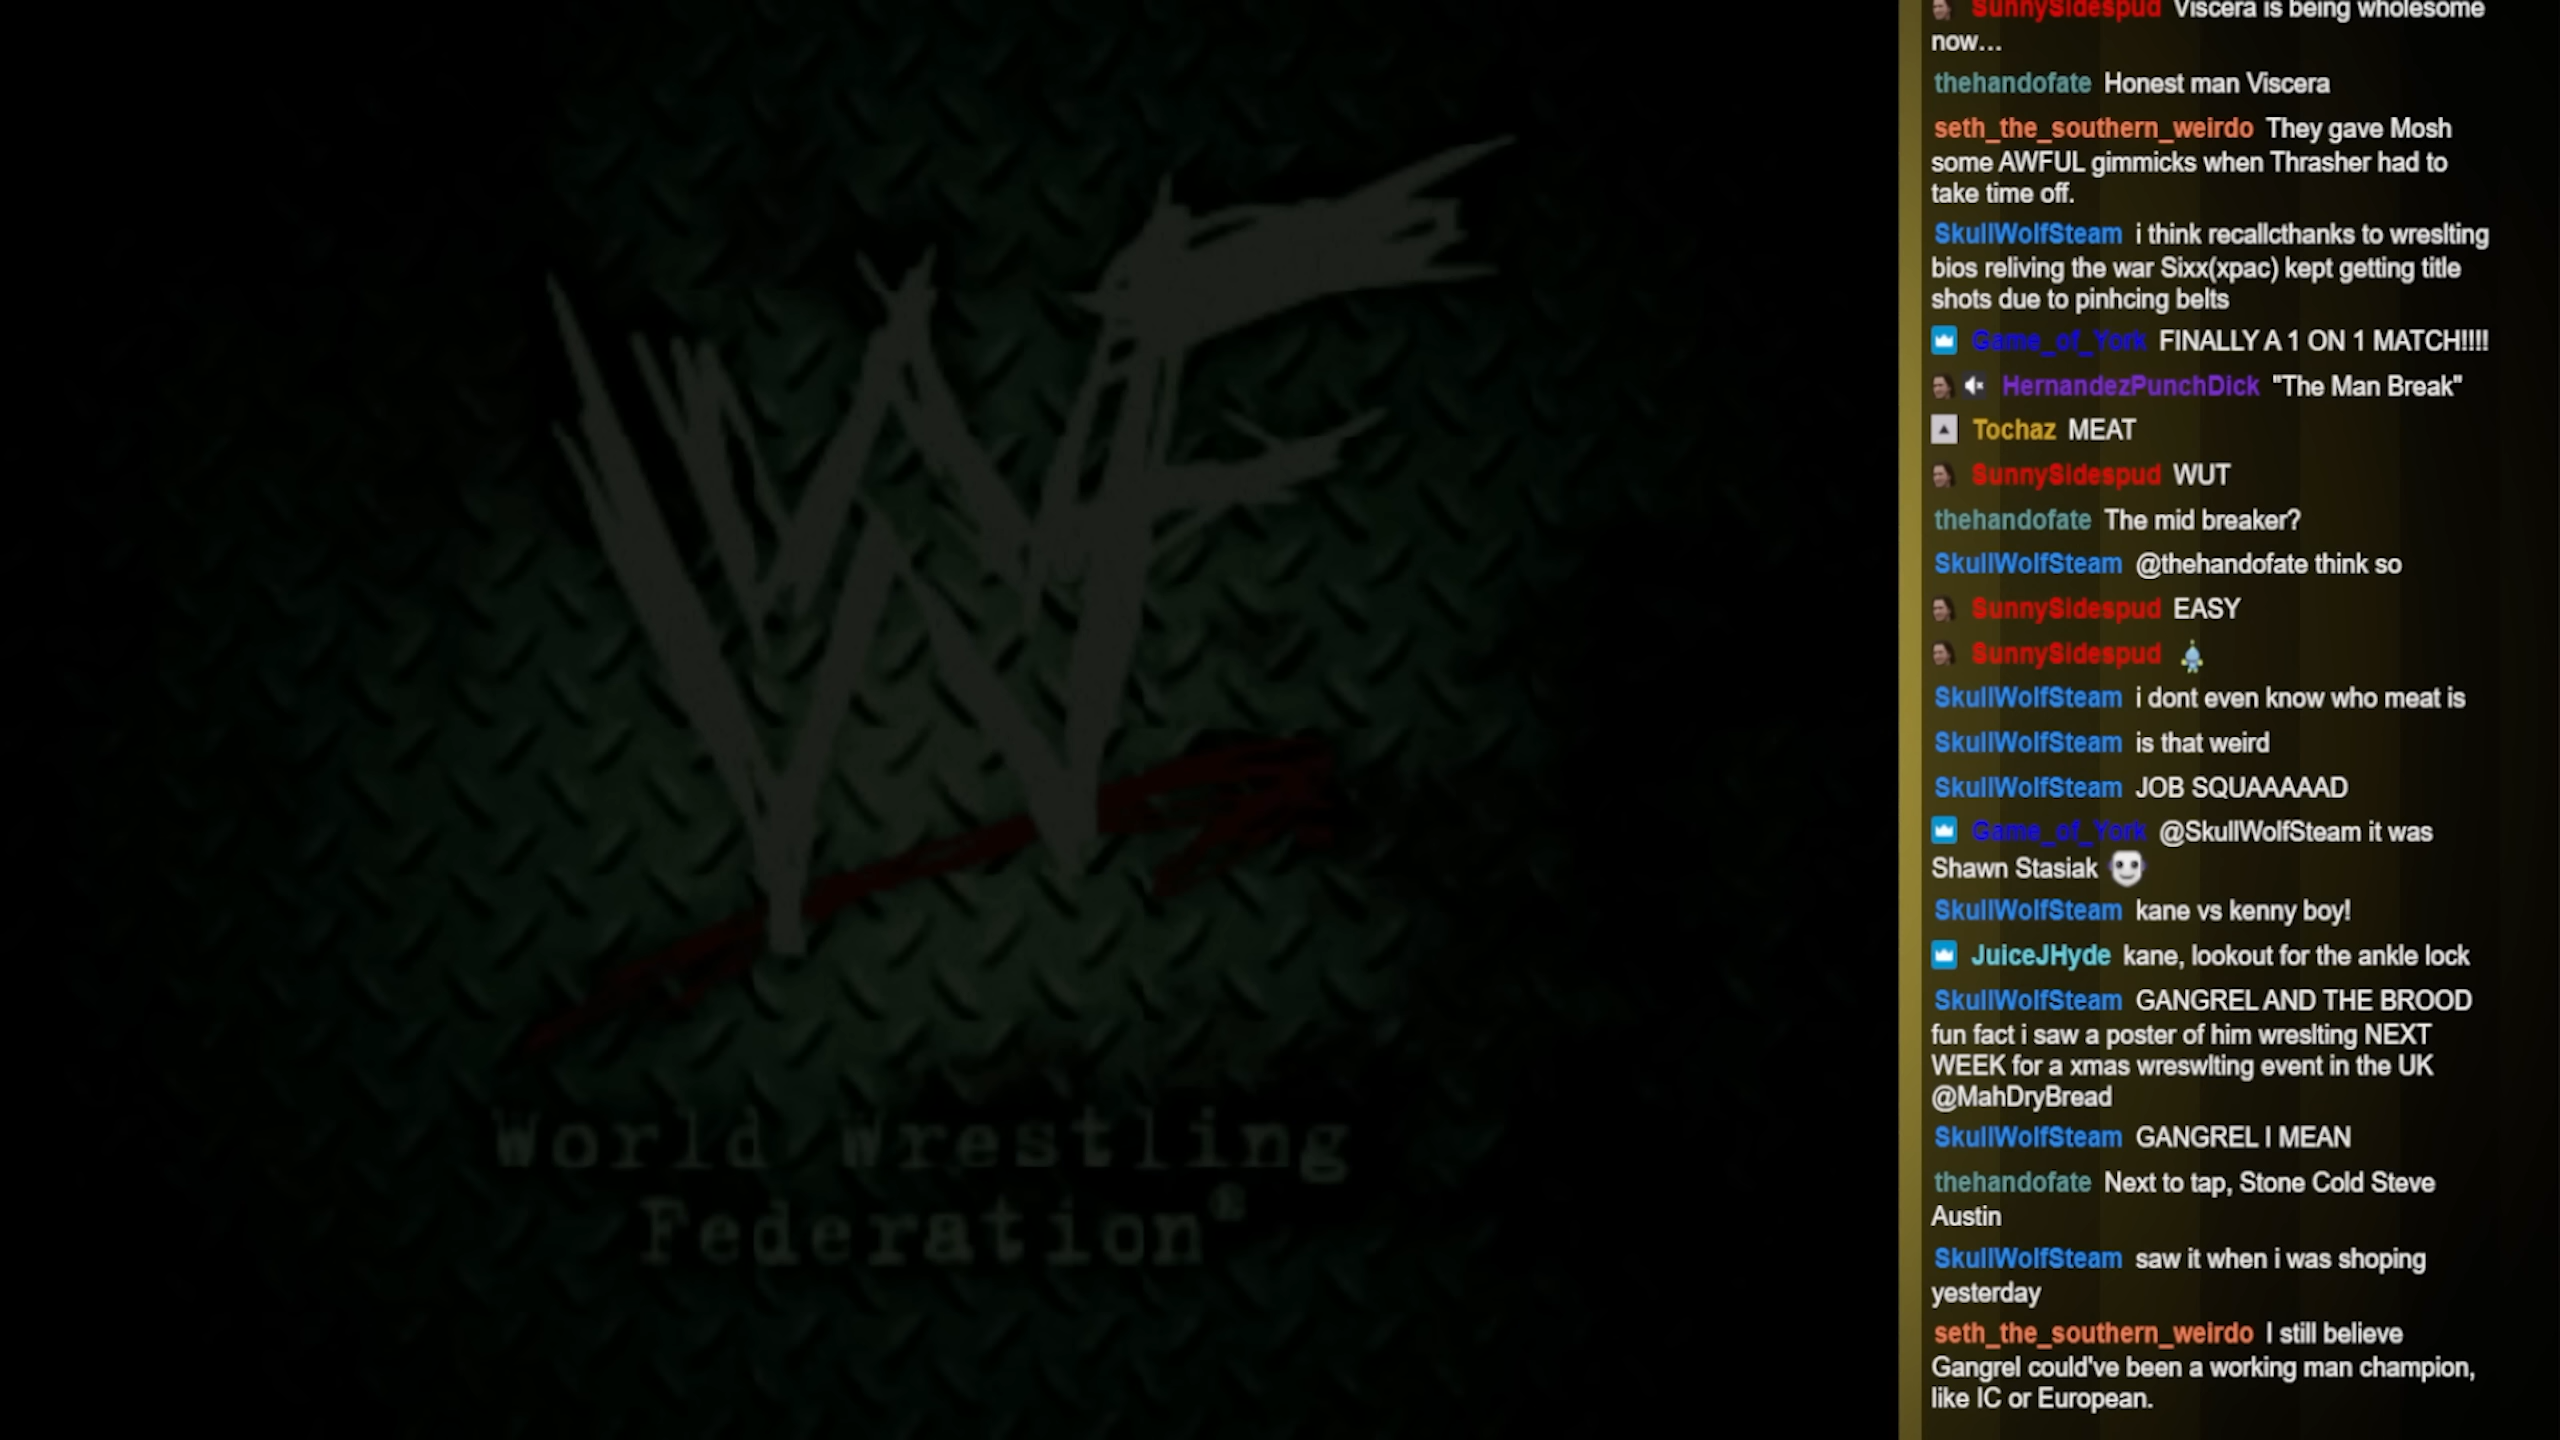 World Wrestling
Federation®
SunnySidespud Viscera is being wholesome
now…
thehandofate Honest man Viscera
seth_the_southern_weirdo They gave Mosh
some AWFUL gimmicks when Thrasher had to
take time off.
SkullWolfSteam i think recallcthanks to wreslting
bios reliving the war Sixx(xpac) kept getting title
shots due to pinhcing belts
Game_of_York FINALLY A 1 ON 1 MATCH!!!!
HernandezPunchDick "The Man Break"
Tochaz MEAT
SunnySidespud WUT
thehandofate The mid breaker?
SkullWolfSteam @thehandofate think so
SunnySidespud EASY
SunnySidespud
SkullWolfSteam i dont even know who meat is
SkullWolfSteam is that weird
SkullWolfSteam JOB SQUAAAAAD
Game_of_York @SkullWolfSteam it was
Shawn Stasiak
SkullWolfSteam kane vs kenny boy!
JuiceJHyde kane, lookout for the ankle lock
SkullWolfSteam GANGREL AND THE BROOD
fun fact i saw a poster of him wreslting NEXT
WEEK for a xmas wreswlting event in the UK
@MahDryBread
SkullWolfSteam GANGREL I MEAN
thehandofate Next to tap, Stone Cold Steve
Austin
SkullWolfSteam saw it when i was shoping
yesterday
seth_the_southern_weirdo I still believe
Gangrel could've been a working man champion,
like IC or European.